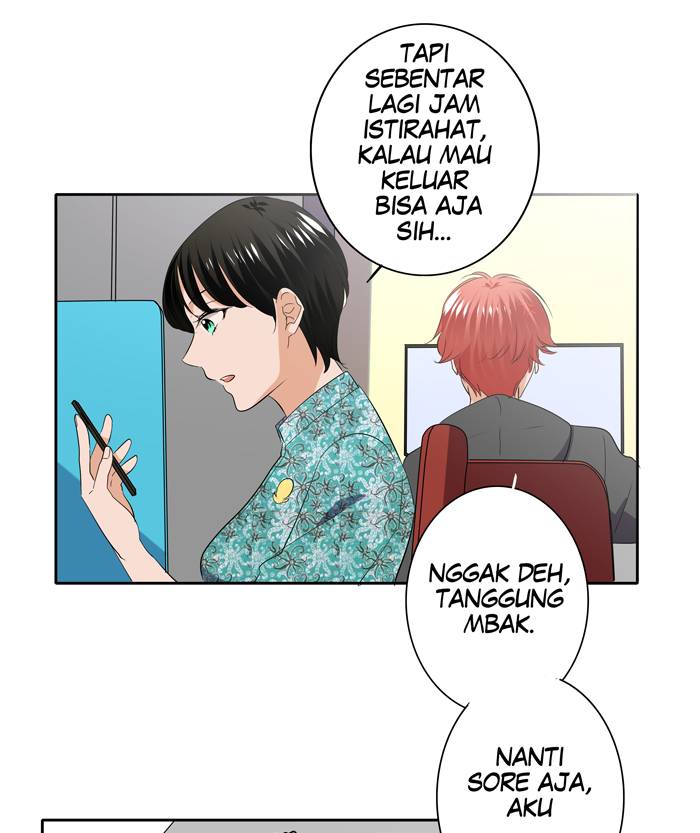 TAPI
SEBENTAR
LAGI JAM
ISTIRAHAT,
KALAU MAU
KELUAR
BISA AJA
SIH...
NGGAK DEH,
TANGGUNG
MBAK.
NANTI
SORE AJA,
AKU